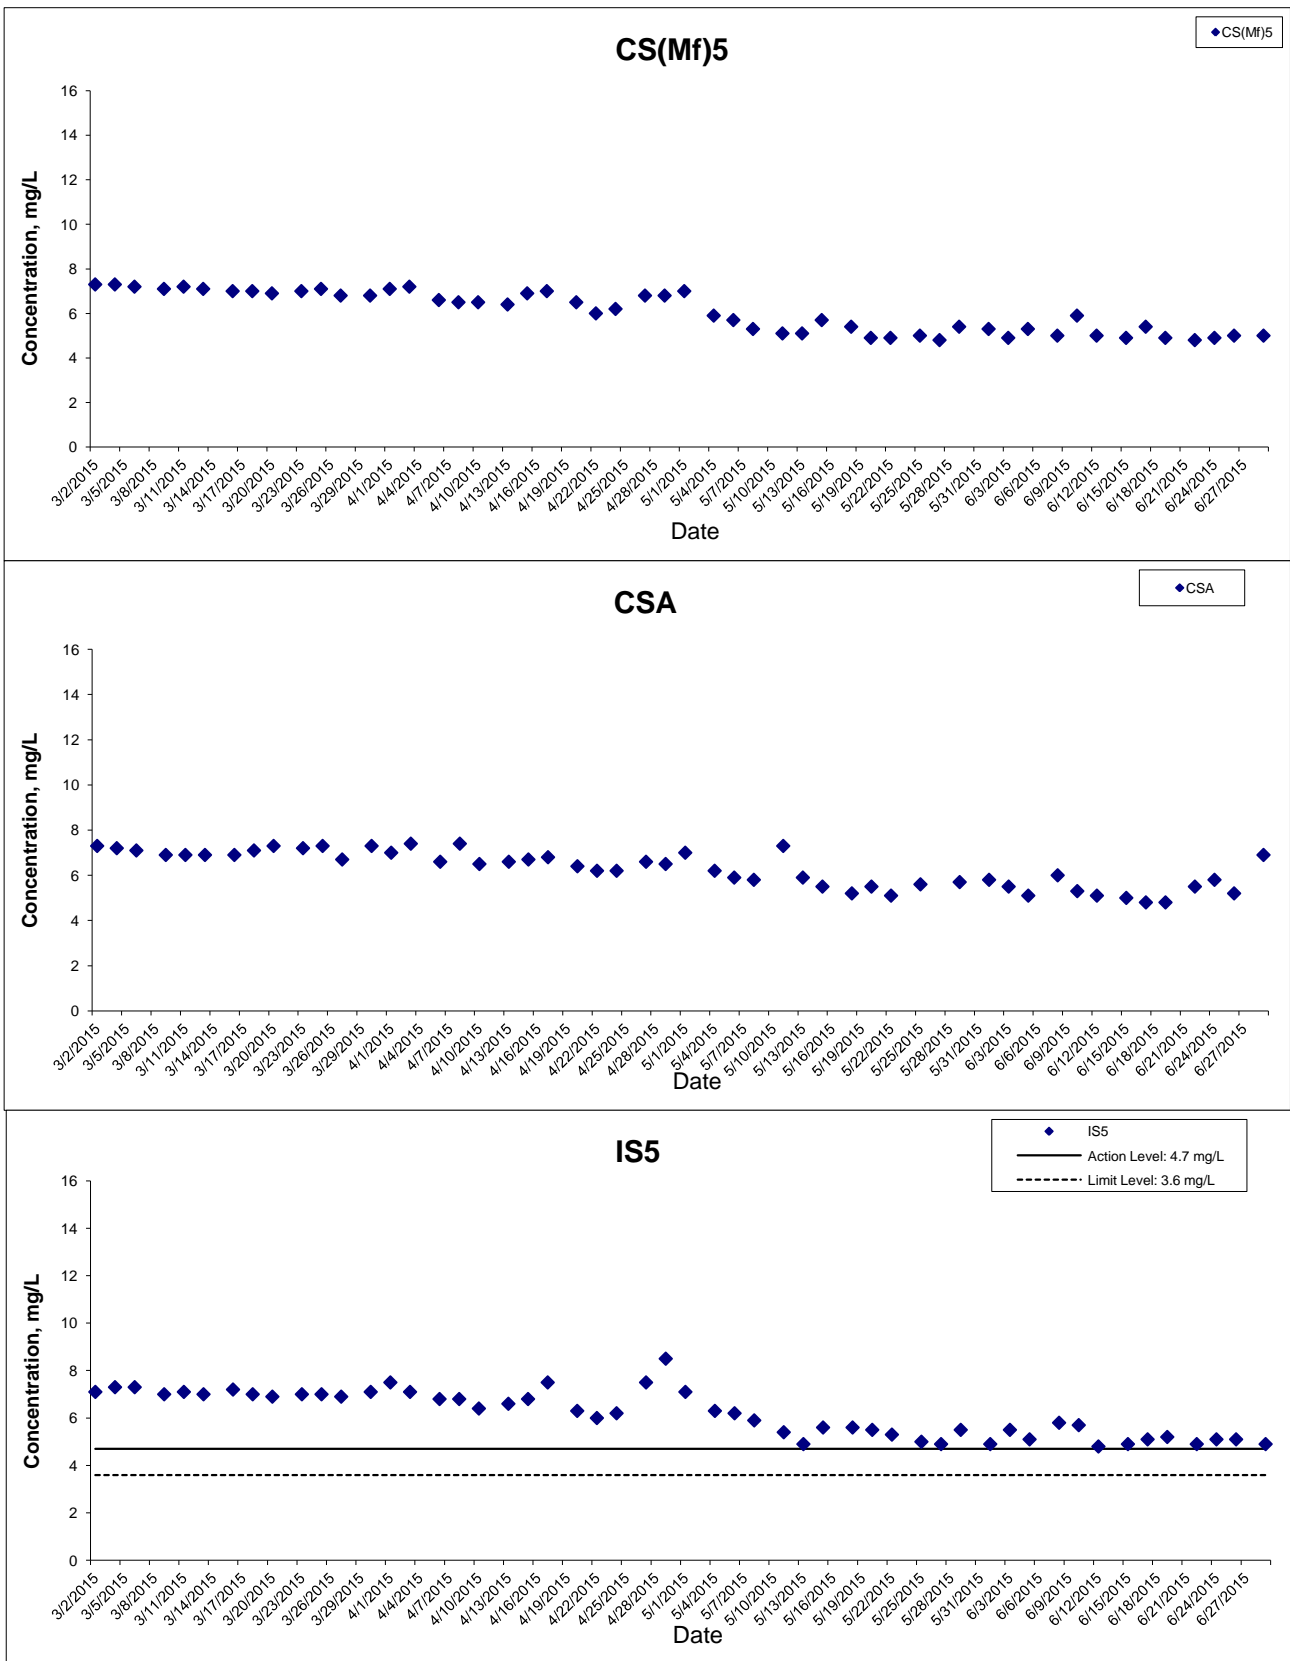 CS(Mf)5
CS(Mf)5
Concentration, mg/L
16
14
12
10
8
6
4
2
0
3/2/2015 3/5/2015 3/8/2015 3/11/2015 3/14/2015 3/17/2015 3/20/2015 3/23/2015 3/26/2015 3/29/2015 4/1/2015 4/4/2015 4/7/2015 4/10/2015 4/13/2015 4/16/2015 4/19/2015 4/22/2015 4/25/2015 4/28/2015 5/1/2015 5/4/2015 5/7/2015 5/10/2015 5/13/2015 5/16/2015 5/19/2015 5/22/2015 5/25/2015 5/28/2015 5/31/2015 6/3/2015 6/6/2015 6/9/2015 6/12/2015 6/15/2015 6/18/2015 6/21/2015 6/24/2015 6/27/2015
Date
CSA
CSA
Concentration, mg/L
16
14
12
10
8
6
4
2
0
3/2/2015 3/5/2015 3/8/2015 3/11/2015 3/14/2015 3/17/2015 3/20/2015 3/23/2015 3/26/2015 3/29/2015 4/1/2015 4/4/2015 4/7/2015 4/10/2015 4/13/2015 4/16/2015 4/19/2015 4/22/2015 4/25/2015 4/28/2015 5/1/2015 5/4/2015 5/7/2015 5/10/2015 5/13/2015 5/16/2015 5/19/2015 5/22/2015 5/25/2015 5/28/2015 5/31/2015 6/3/2015 6/6/2015 6/9/2015 6/12/2015 6/15/2015 6/18/2015 6/21/2015 6/24/2015 6/27/2015
Date
IS5
IS5
Action Level: 4.7 mg/L
Limit Level: 3.6 mg/L
Concentration, mg/L
16
14
12
10
8
6
4
2
0
3/2/2015 3/5/2015 3/8/2015 3/11/2015 3/14/2015 3/17/2015 3/20/2015 3/23/2015 3/26/2015 3/29/2015 4/1/2015 4/4/2015 4/7/2015 4/10/2015 4/13/2015 4/16/2015 4/19/2015 4/22/2015 4/25/2015 4/28/2015 5/1/2015 5/4/2015 5/7/2015 5/10/2015 5/13/2015 5/16/2015 5/19/2015 5/22/2015 5/25/2015 5/28/2015 5/31/2015 6/3/2015 6/6/2015 6/9/2015 6/12/2015 6/15/2015 6/18/2015 6/21/2015 6/24/2015 6/27/2015
Date